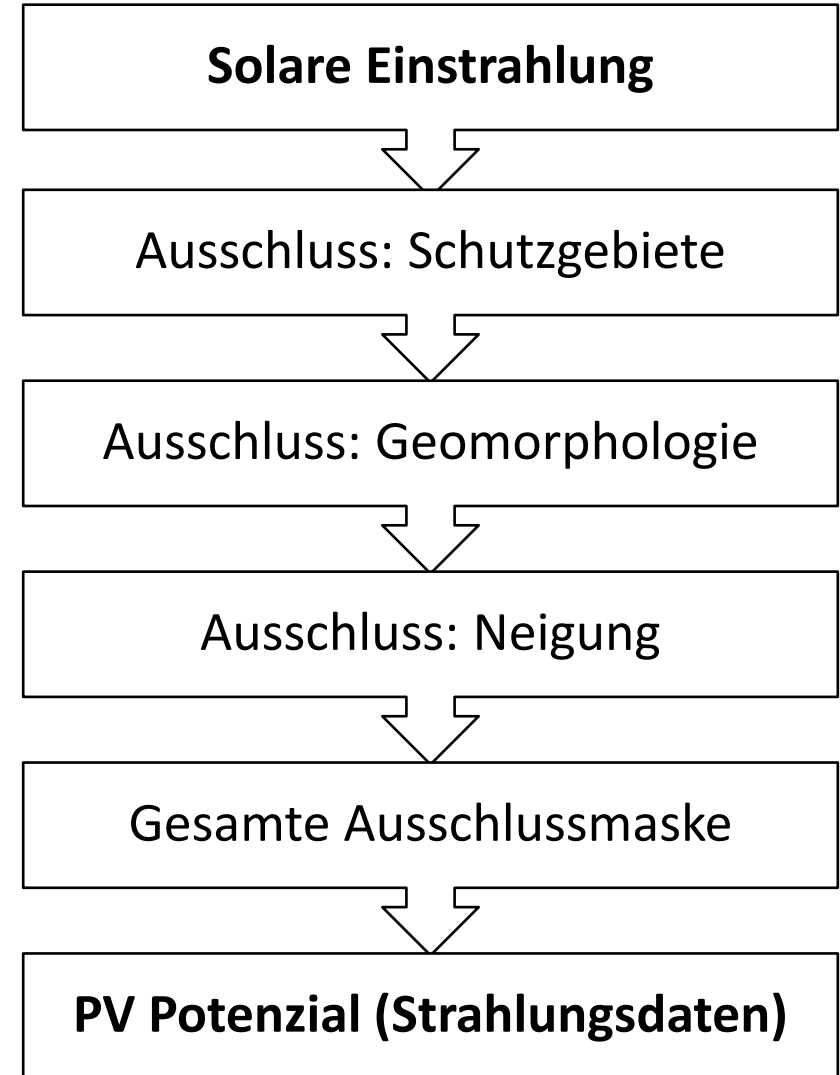 Solare Einstrahlung
Ausschluss: Schutzgebiete
Ausschluss: Geomorphologie
Ausschluss: Neigung
Gesamte Ausschlussmaske
PV Potenzial (Strahlungsdaten)